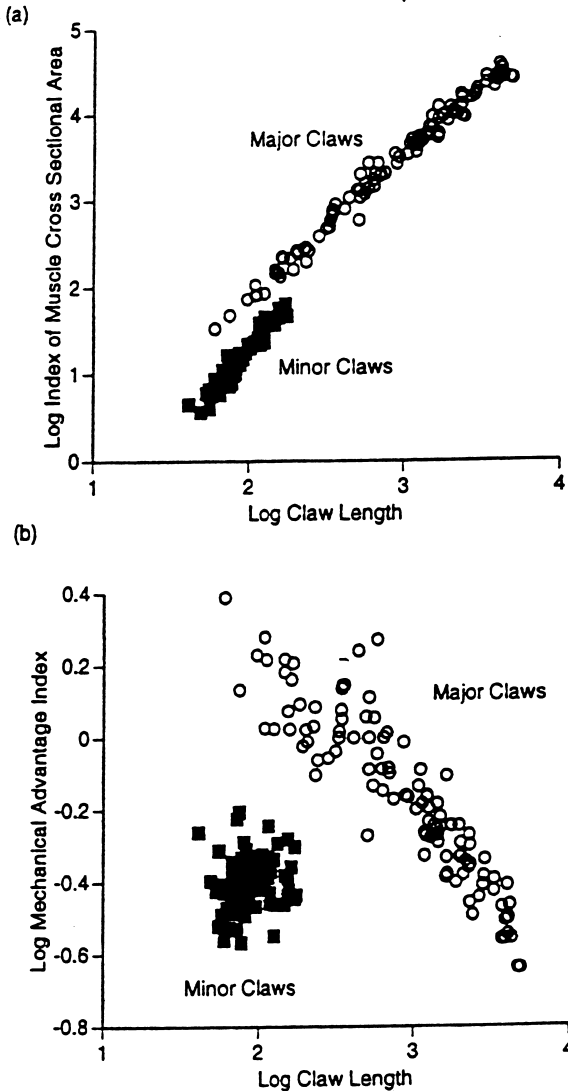 (a)
Log Index of Muscle Cross Sectional Area
5
4
3
2
1
0
Major Claws
Minor Claws
1 2 3 4
Log Claw Length
(b)
Log Mechanical Advantage Index
0.4
0.2
0
-0.2
-0.4
-0.6
-0.8
Major Claws
Minor Claws
1 2 3 4
Log Claw Length